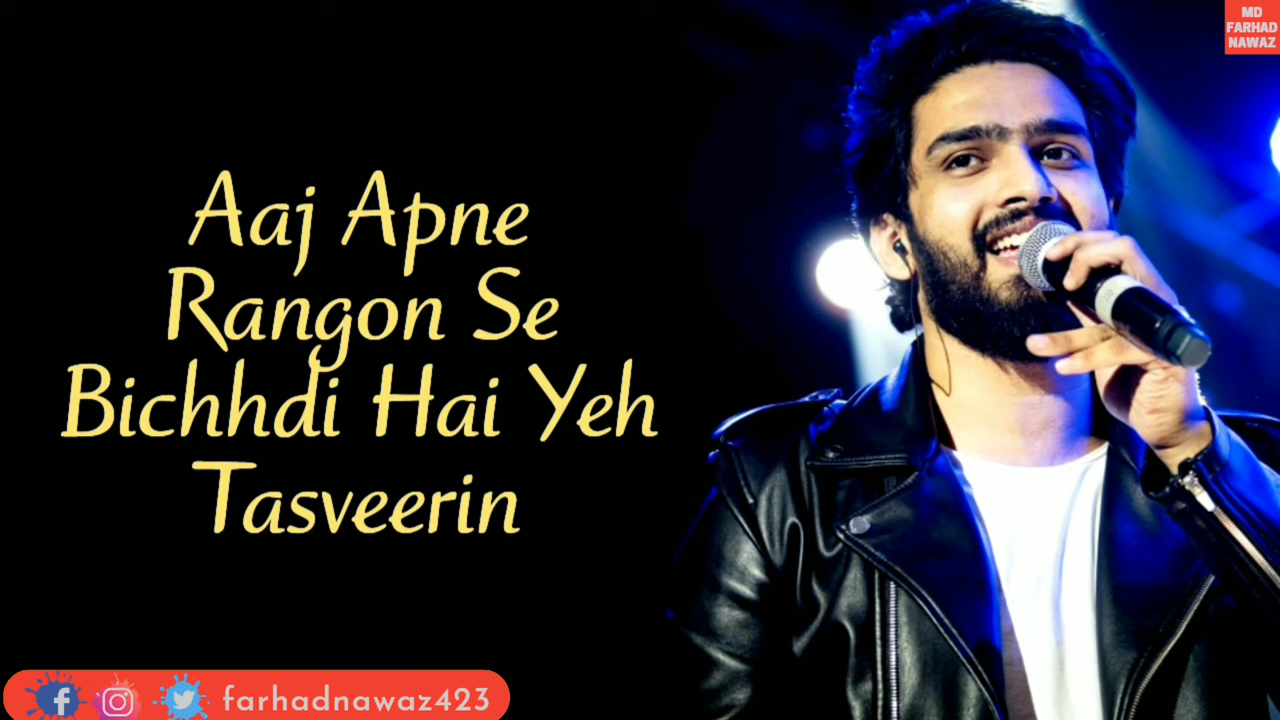 MD
FARHAD
NAWAZ
Aaj Apne
Rangon Se
Bichhdi Hai Yeh
Tasveerin
farhadnawaz423